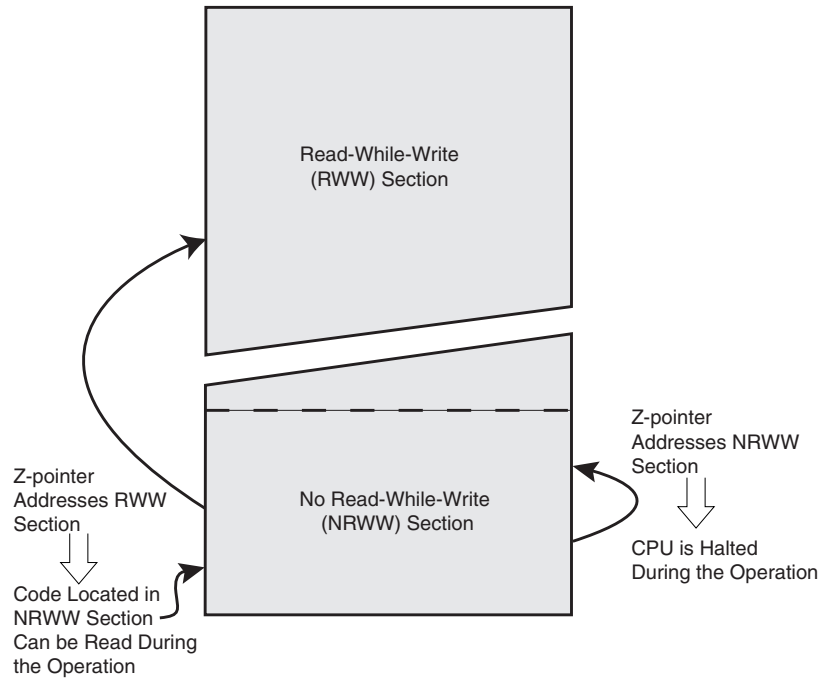 Read-While-Write
(RWW) Section
Z-pointer
Addresses NRWW
Section
Z-pointer
Addresses RWW
Section
No Read-While-Write
(NRWW) Section
CPU is Halted
During the Operation
Code Located in
NRWW Section
Can be Read During
the Operation